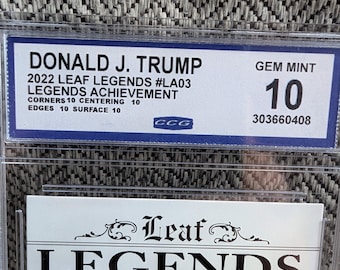 DONALD J. TRUMP
2022 LEAF LEGENDS #LA03
LEGENDS ACHIEVEMENT
CORNERS 10 CENTERING 10
EDGES 10 SURFACE 10
CCG
GEM MINT
10
303660408
Leaf
LEGENDS